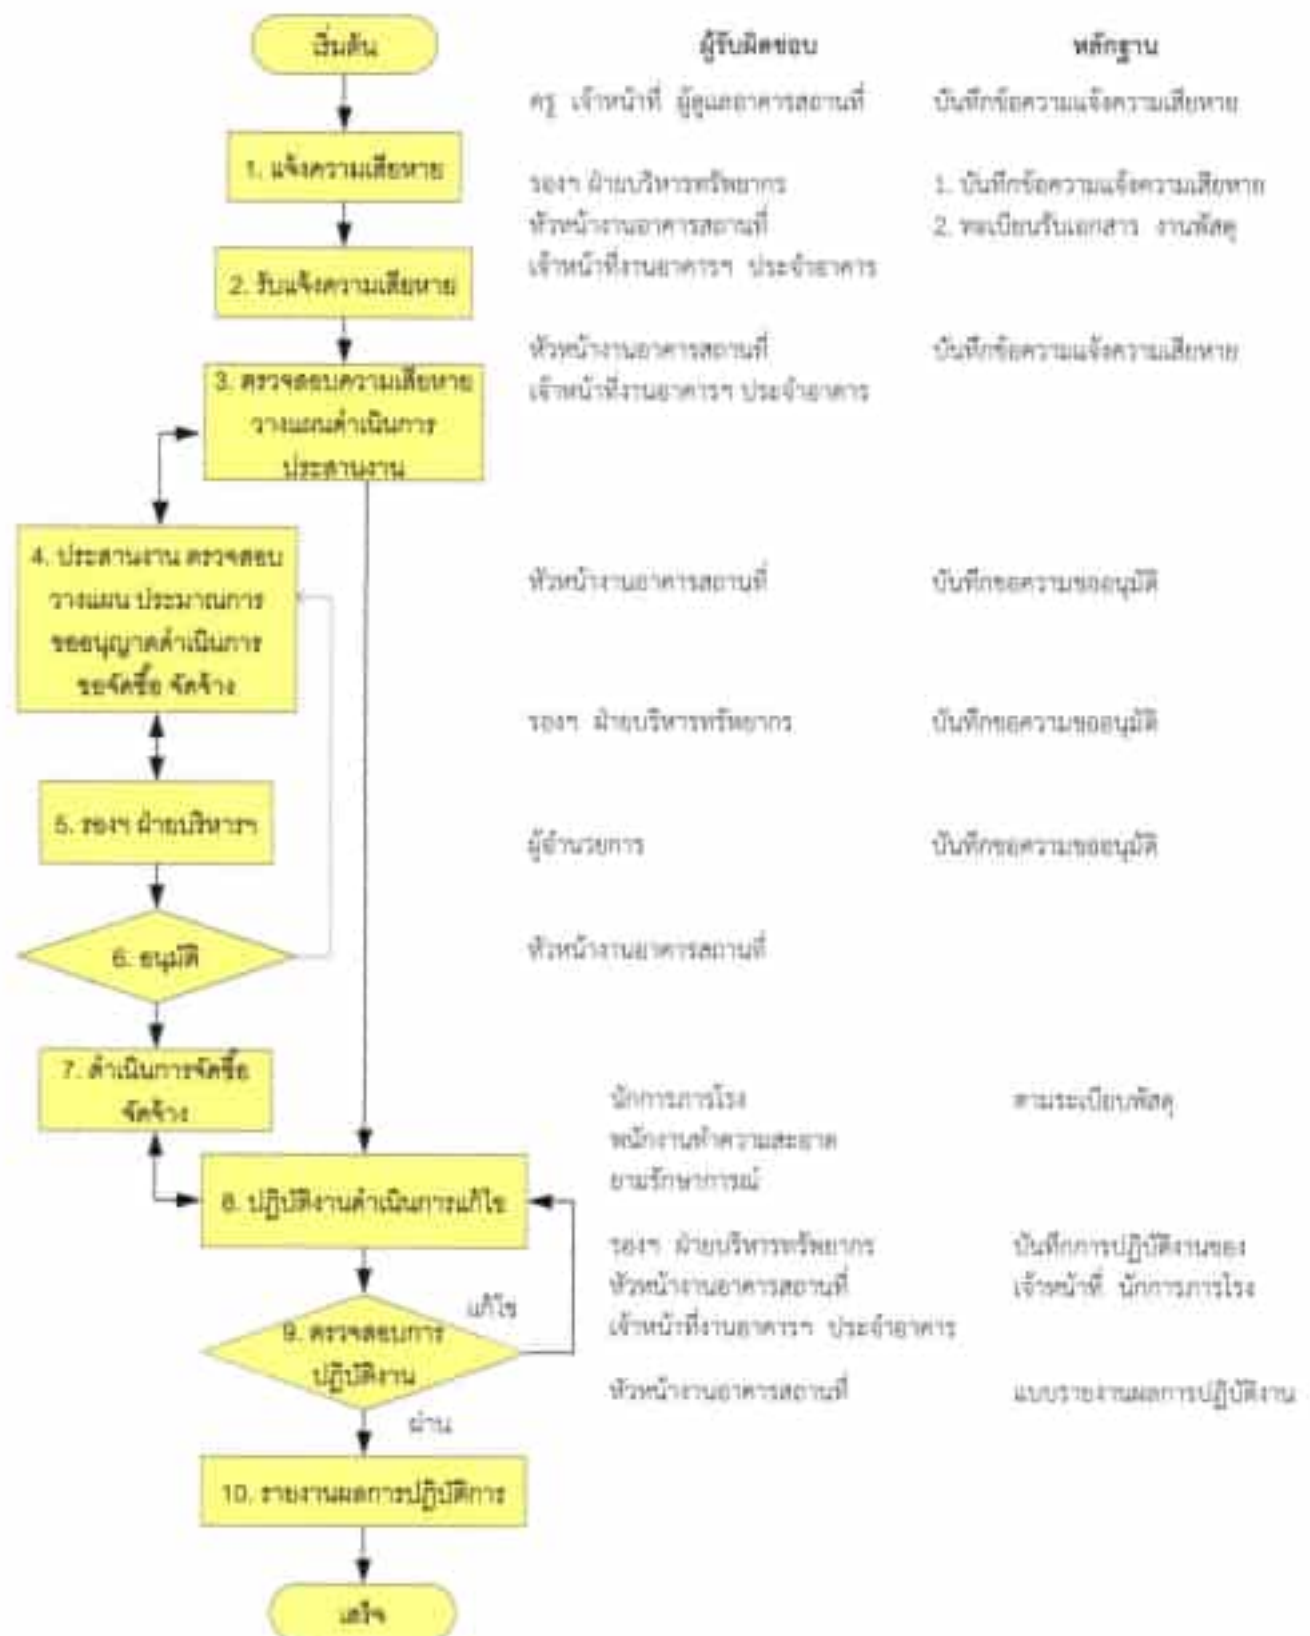 เริ่มต้น
ผู้รับผิดชอบ
หลักฐาน
ครู เจ้าหน้าที่ ผู้ดูแลอาคารสถานที่
บันทึกข้อความแจ้งความเสียหาย
1. แจ้งความเสียหาย
รองฯ ฝ่ายบริหารทรัพยากร
1. บันทึกข้อความแจ้งความเสียหาย
หัวหน้างานอาคารสถานที่
2. ทะเบียนรับเอกสาร งานพัสดุ
เจ้าหน้าที่งานอาคารฯ ประจำอาคาร
2. รับแจ้งความเสียหาย
หัวหน้างานอาคารสถานที่
บันทึกข้อความแจ้งความเสียหาย
เจ้าหน้าที่งานอาคารฯ ประจำอาคาร
3. ตรวจสอบความเสียหาย
วางแผนดำเนินการ
ประสานงาน
4. ประสานงาน ตรวจสอบ
วางแผน ประมาณการ
ขออนุญาตดำเนินการ
ขอจัดซื้อ จัดจ้าง
หัวหน้างานอาคารสถานที่
บันทึกขอความขออนุมัติ
รองฯ ฝ่ายบริหารทรัพยากร
บันทึกขอความขออนุมัติ
5. รองฯ ฝ่ายบริหารฯ
ผู้อำนวยการ
บันทึกขอความขออนุมัติ
6. อนุมัติ
หัวหน้างานอาคารสถานที่
7. ดำเนินการจัดซื้อ
จัดจ้าง
นักการภารโรง
ตามระเบียบพัสดุ
พนักงานทำความสะอาด
ยามรักษาการณ์
8. ปฏิบัติงานดำเนินการแก้ไข
รองฯ ฝ่ายบริหารทรัพยากร
บันทึกการปฏิบัติงานของ
หัวหน้างานอาคารสถานที่
เจ้าหน้าที่ นักการภารโรง
เจ้าหน้าที่งานอาคารฯ ประจำอาคาร
แก้ไข
9. ตรวจสอบการ
ปฏิบัติงาน
หัวหน้างานอาคารสถานที่
แบบรายงานผลการปฏิบัติงาน
ผ่าน
10. รายงานผลการปฏิบัติการ
เสร็จ